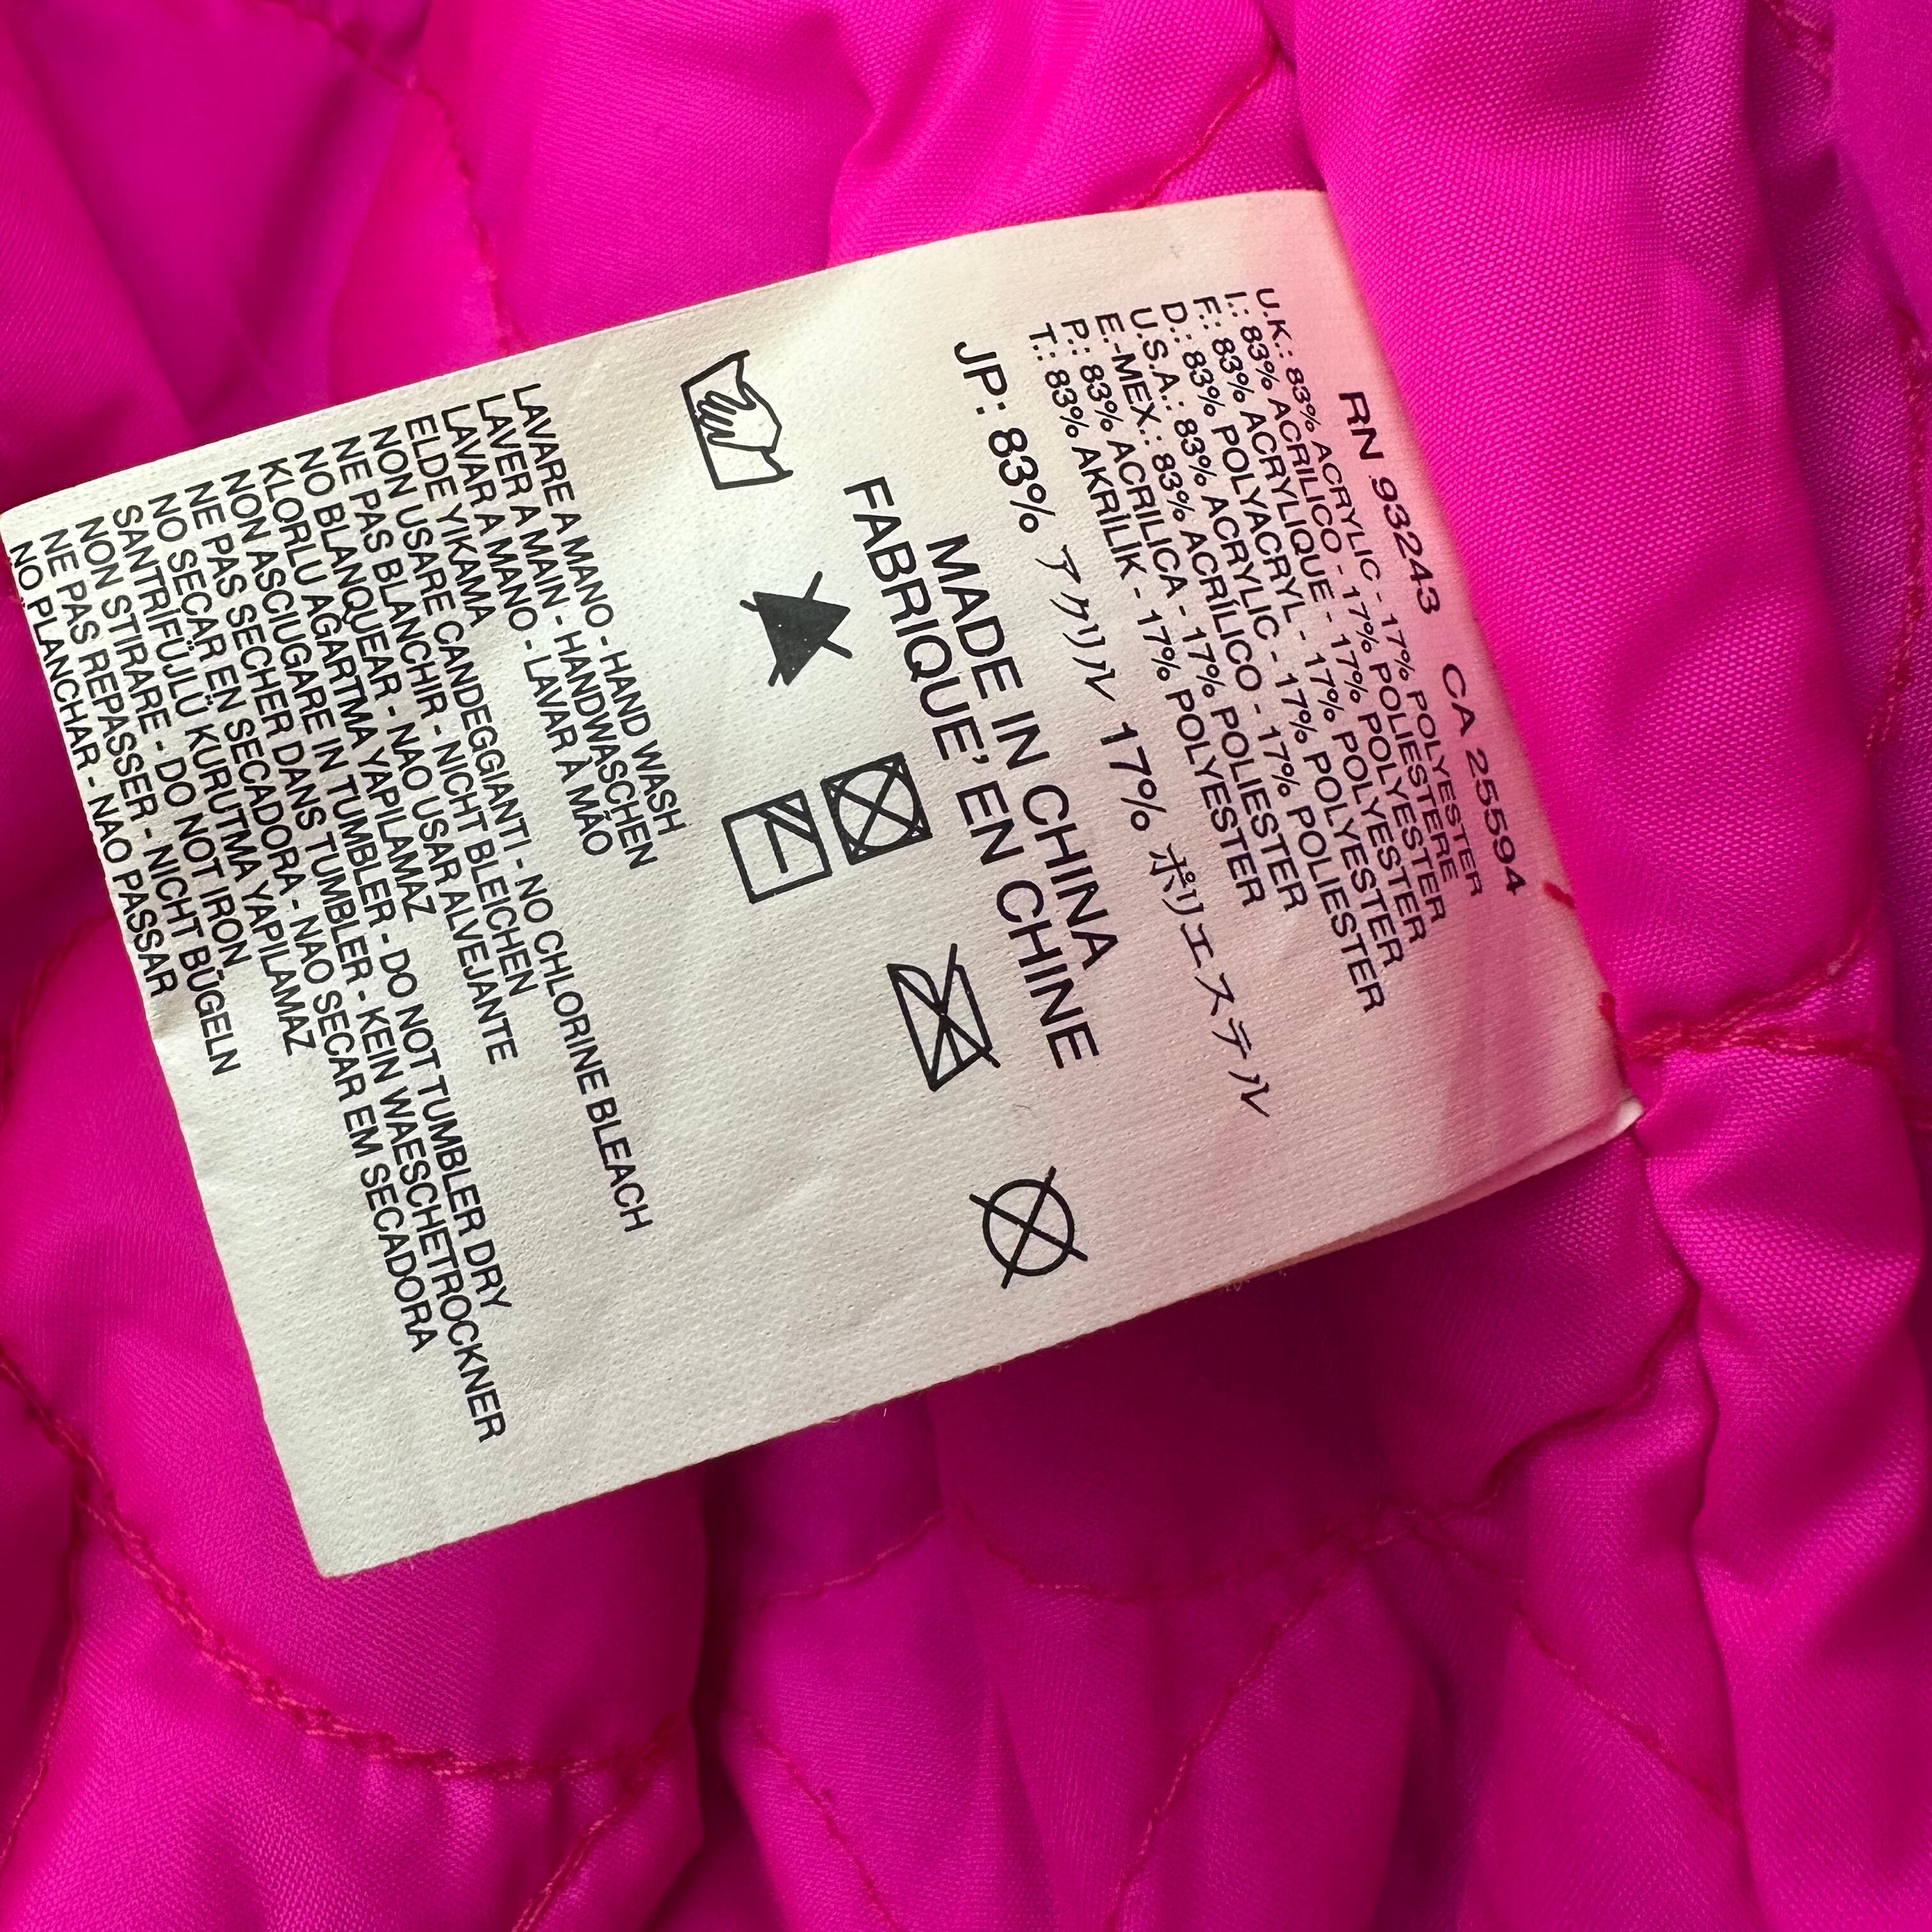 RN 93243 CA 25594
U.K.: 83% ACRYLIC - 17% POLYESTER
I.: 83% ACRILICO - 17% POLIESTERE
F.: 83% ACRYLIQUE - 17% POLYESTER
D.: 83% POLYACRYL - 17% POLYESTER
U.S.A.: 83% ACRYLIC - 17% POLYESTER
E.-MEX.: 83% ACRÍLICO - 17% POLIESTER
P.: 83% ACRILICA - 17% POLIESTER
T.: 83% AKRİLİK - 17% POLYESTER
JP: 83% アクリル 17% ポリエステル
MADE IN CHINA
FABRIQUE' EN CHINE
LAVARE A MANO - HAND WASH
LAVER A MAIN - HANDWASCHEN
LAVAR A MANO - LAVAR À MÃO
ELDE YIKAMA
NON USARE CANDEGGIANTI - NO CHLORINE BLEACH
NE PAS BLANCHIR - NICHT BLEICHEN
NO BLANQUEAR - NAO USAR ALVEJANTE
KLORLU AĞARTMA YAPILAMAZ
NON ASCIUGARE IN TUMBLER - DO NOT TUMBLER DRY
NE PAS SECHER DANS TUMBLER - KEIN WAESCHETROCKNER
NO SECAR EN SECADORA - NAO SECAR EM SECADORA
SANTRİFÜJLÜ KURUTMA YAPILAMAZ
NON STIRARE - DO NOT IRON
NE PAS REPASSER - NICHT BÜGELN
NO PLANCHAR - NAO PASSAR